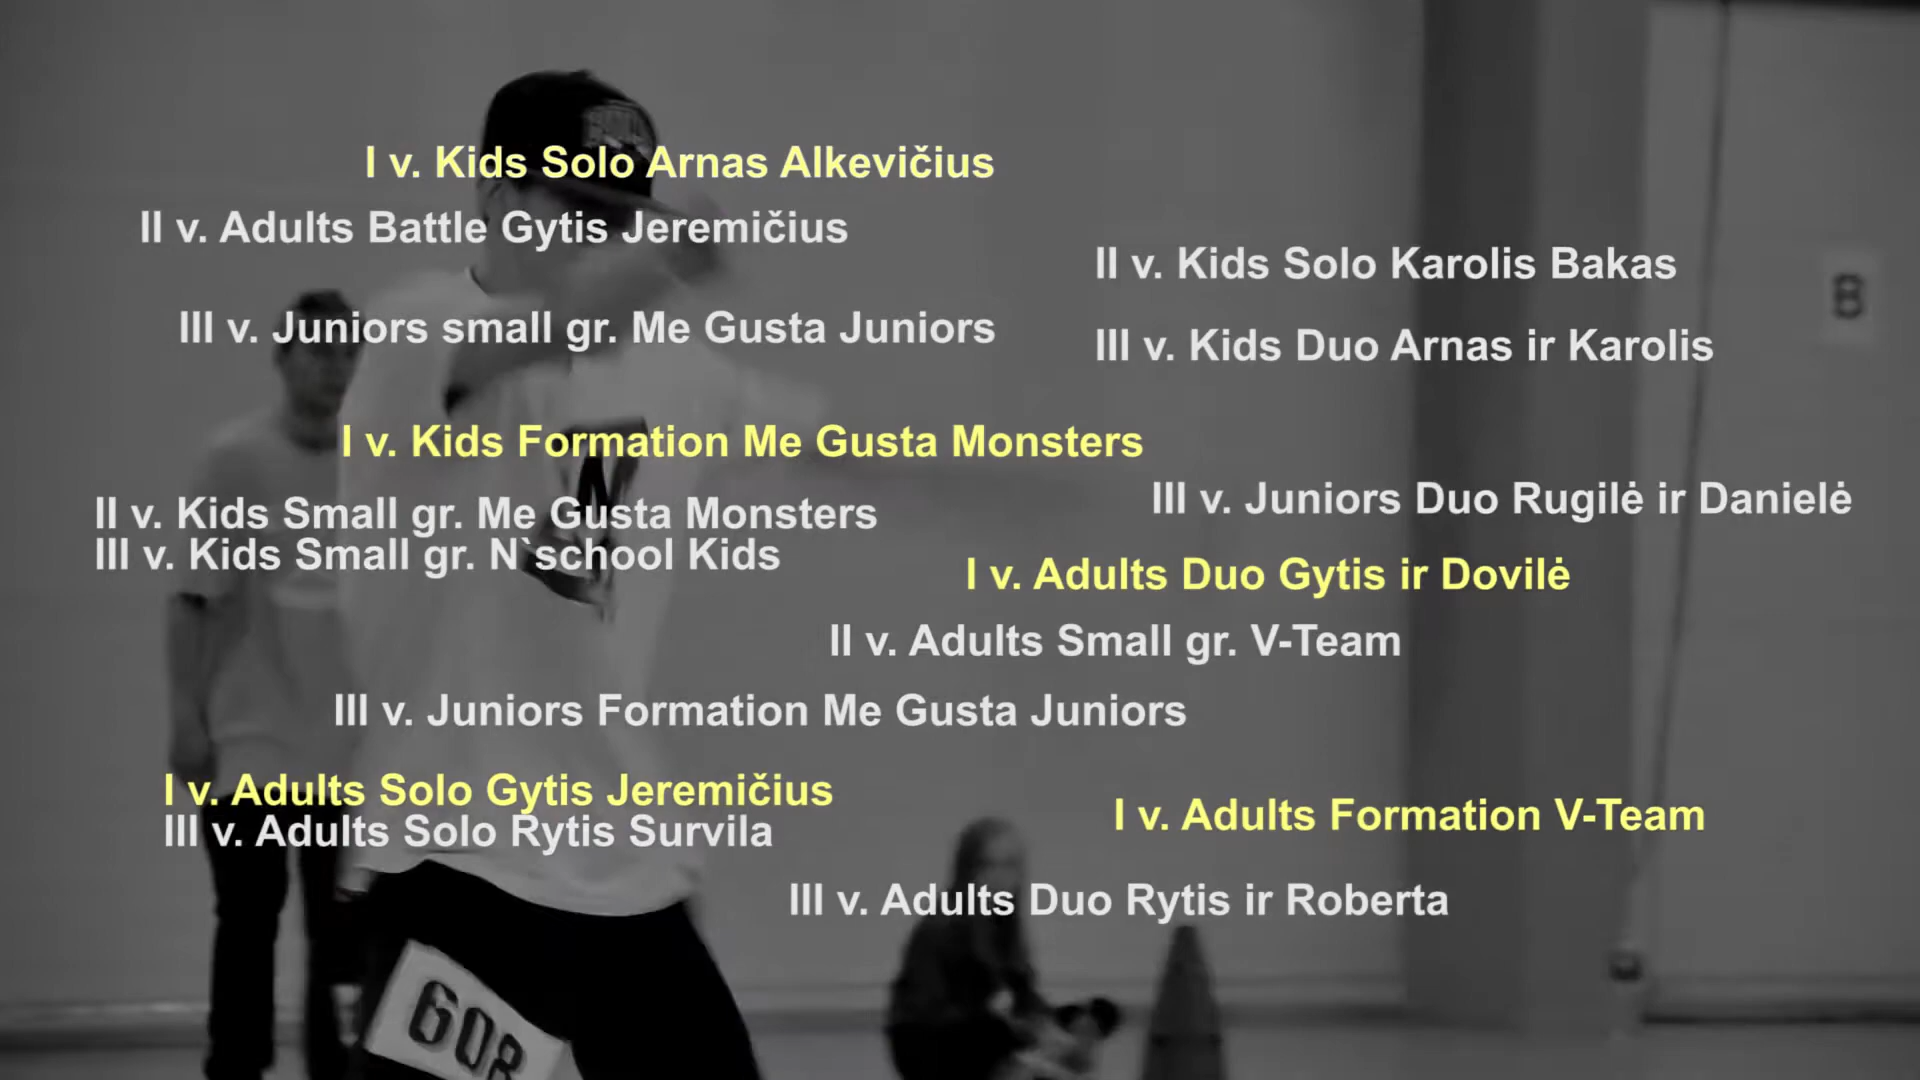 I v. Kids Solo Arnas Alkevičius
II v. Adults Battle Gytis Jeremičius
II v. Kids Solo Karolis Bakas
III v. Juniors small gr. Me Gusta Juniors
III v. Kids Duo Arnas ir Karolis
I v. Kids Formation Me Gusta Monsters
III v. Juniors Duo Rugilė ir Danielė
II v. Kids Small gr. Me Gusta Monsters
III v. Kids Small gr. N`school Kids
I v. Adults Duo Gytis ir Dovilė
II v. Adults Small gr. V-Team
III v. Juniors Formation Me Gusta Juniors
I v. Adults Solo Gytis Jeremičius
III v. Adults Solo Rytis Survila
I v. Adults Formation V-Team
III v. Adults Duo Rytis ir Roberta
608
B